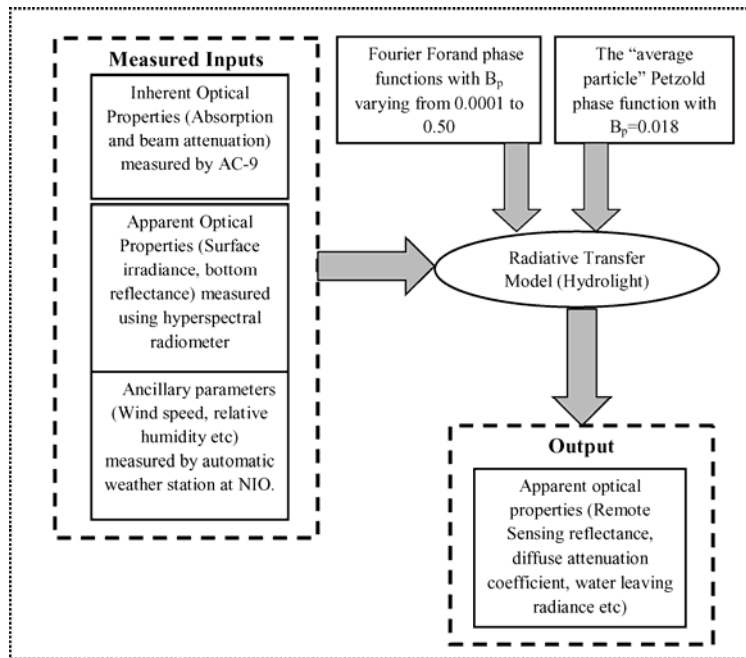 Measured Inputs
Inherent Optical
Properties (Absorption
and beam attenuation)
measured by AC-9
Apparent Optical
Properties (Surface
irradiance, bottom
reflectance) measured
using hyperspectral
radiometer
Ancillary parameters
(Wind speed, relative
humidity etc)
measured by automatic
weather station at NIO.
Fourier Forand phase
functions with Bp
varying from 0.0001 to
0.50
The “average
particle” Petzold
phase function with
Bp=0.018
Radiative Transfer
Model (Hydrolight)
Output
Apparent optical
properties (Remote
Sensing reflectance,
diffuse attenuation
coefficient, water leaving
radiance etc)